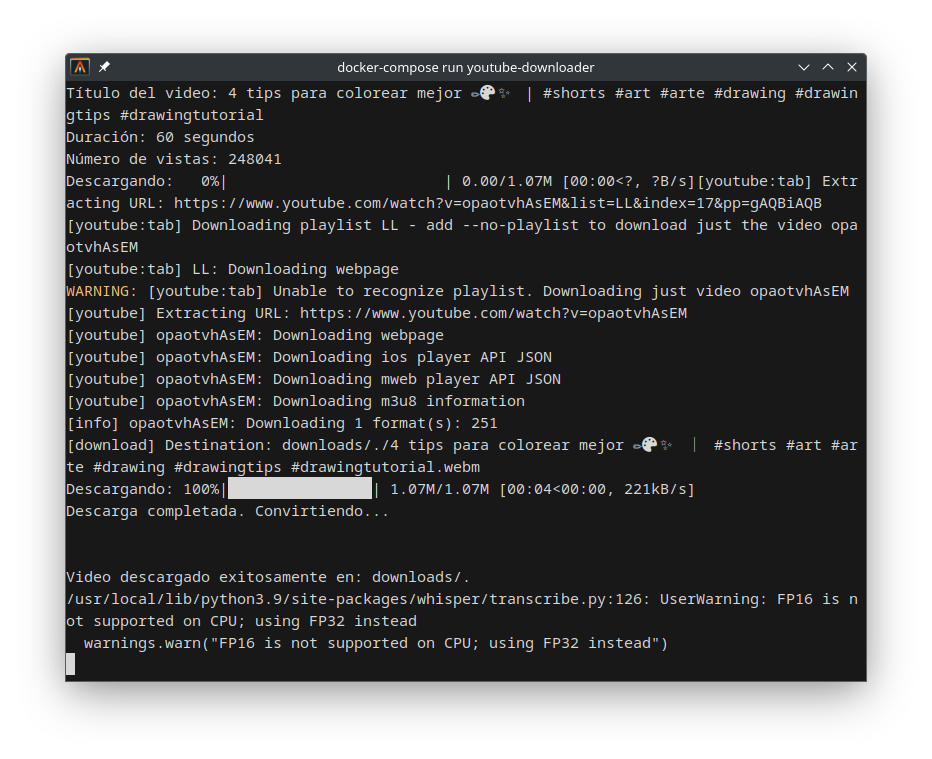 docker-compose run youtube-downloader
Título del video: 4 tips para colorear mejor ✏🎨✨ | #shorts #art #arte #drawing #drawin
gtips #drawingtutorial
Duración: 60 segundos
Número de vistas: 248041
Descargando:   0%|                        | 0.00/1.07M [00:00<?, ?B/s][youtube:tab] Extr
acting URL: https://www.youtube.com/watch?v=opaotvhAsEM&list=LL&index=17&pp=gAQBiAQB
[youtube:tab] Downloading playlist LL - add --no-playlist to download just the video opa
otvhAsEM
[youtube:tab] LL: Downloading webpage
WARNING: [youtube:tab] Unable to recognize playlist. Downloading just video opaotvhAsEM
[youtube] Extracting URL: https://www.youtube.com/watch?v=opaotvhAsEM
[youtube] opaotvhAsEM: Downloading webpage
[youtube] opaotvhAsEM: Downloading ios player API JSON
[youtube] opaotvhAsEM: Downloading mweb player API JSON
[youtube] opaotvhAsEM: Downloading m3u8 information
[info] opaotvhAsEM: Downloading 1 format(s): 251
[download] Destination: downloads/./4 tips para colorear mejor ✏🎨✨ ｜ #shorts #art #ar
te #drawing #drawingtips #drawingtutorial.webm
Descargando: 100%|████████████████| 1.07M/1.07M [00:04<00:00, 221kB/s]
Descarga completada. Convirtiendo...
Video descargado exitosamente en: downloads/.
/usr/local/lib/python3.9/site-packages/whisper/transcribe.py:126: UserWarning: FP16 is n
ot supported on CPU; using FP32 instead
  warnings.warn("FP16 is not supported on CPU; using FP32 instead")